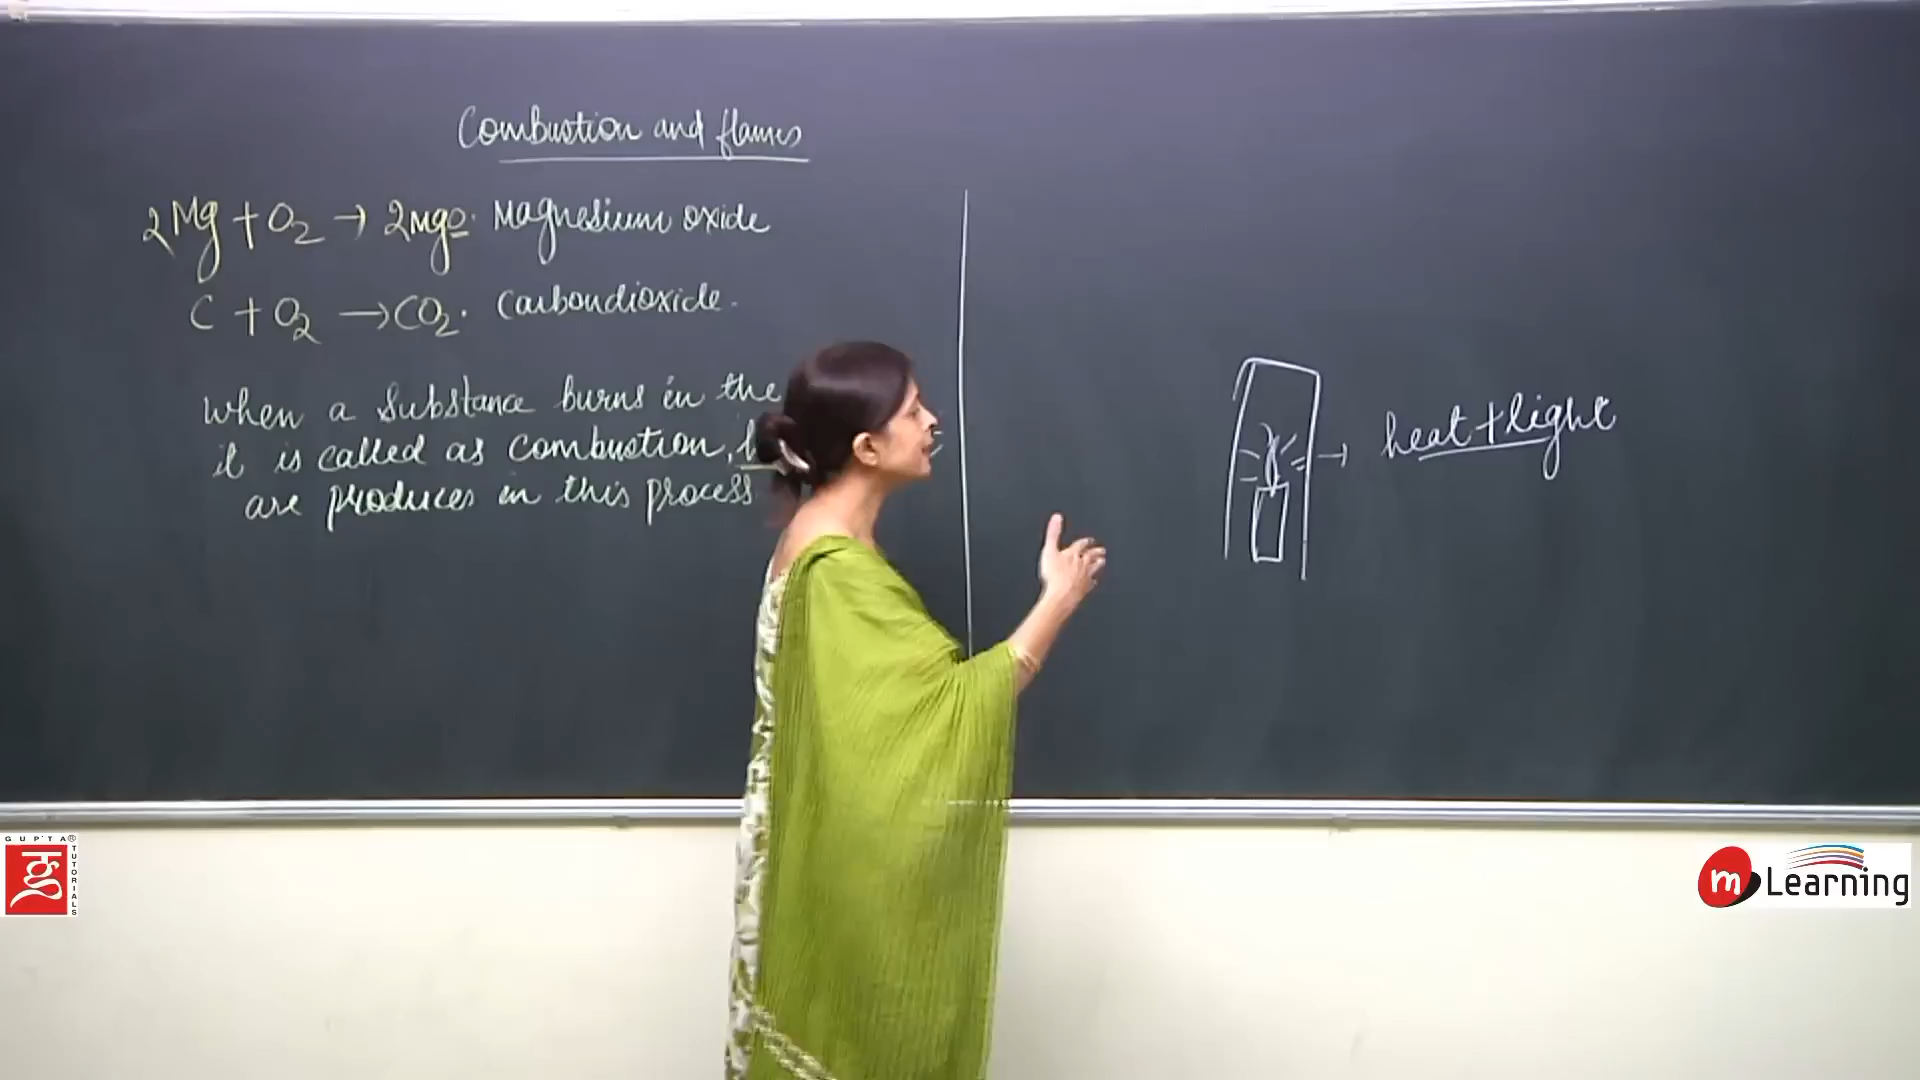 Combustion and flames
2Mg + O2 → 2MgO. Magnesium oxide
C + O2 → CO2. Carbondioxide.
When a substance burns in the
it is called as combustion,
are produces in this process
heat + light
GUPTA®
TUTORIALS
m Learning